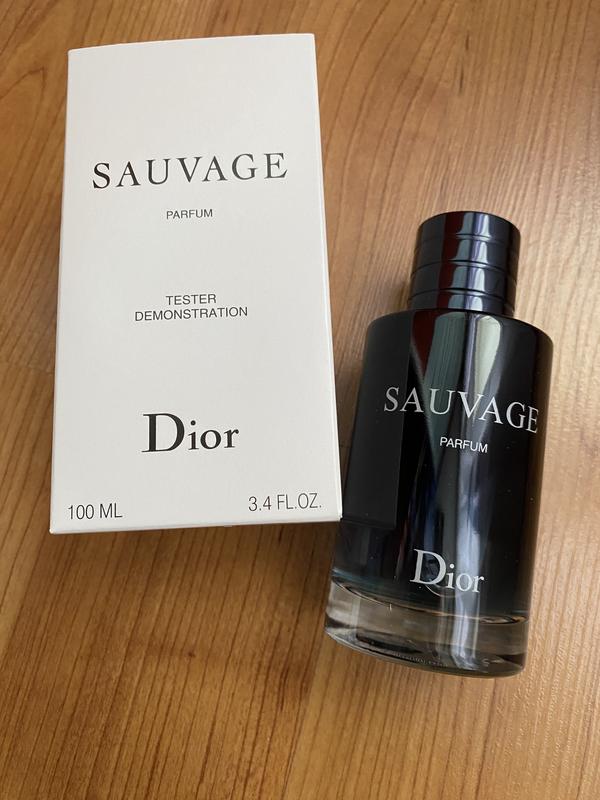 SAUVAGE
PARFUM
TESTER
DEMONSTRATION
Dior
100 ML
3.4 FL.OZ.
SAUVAGE
PARFUM
Dior